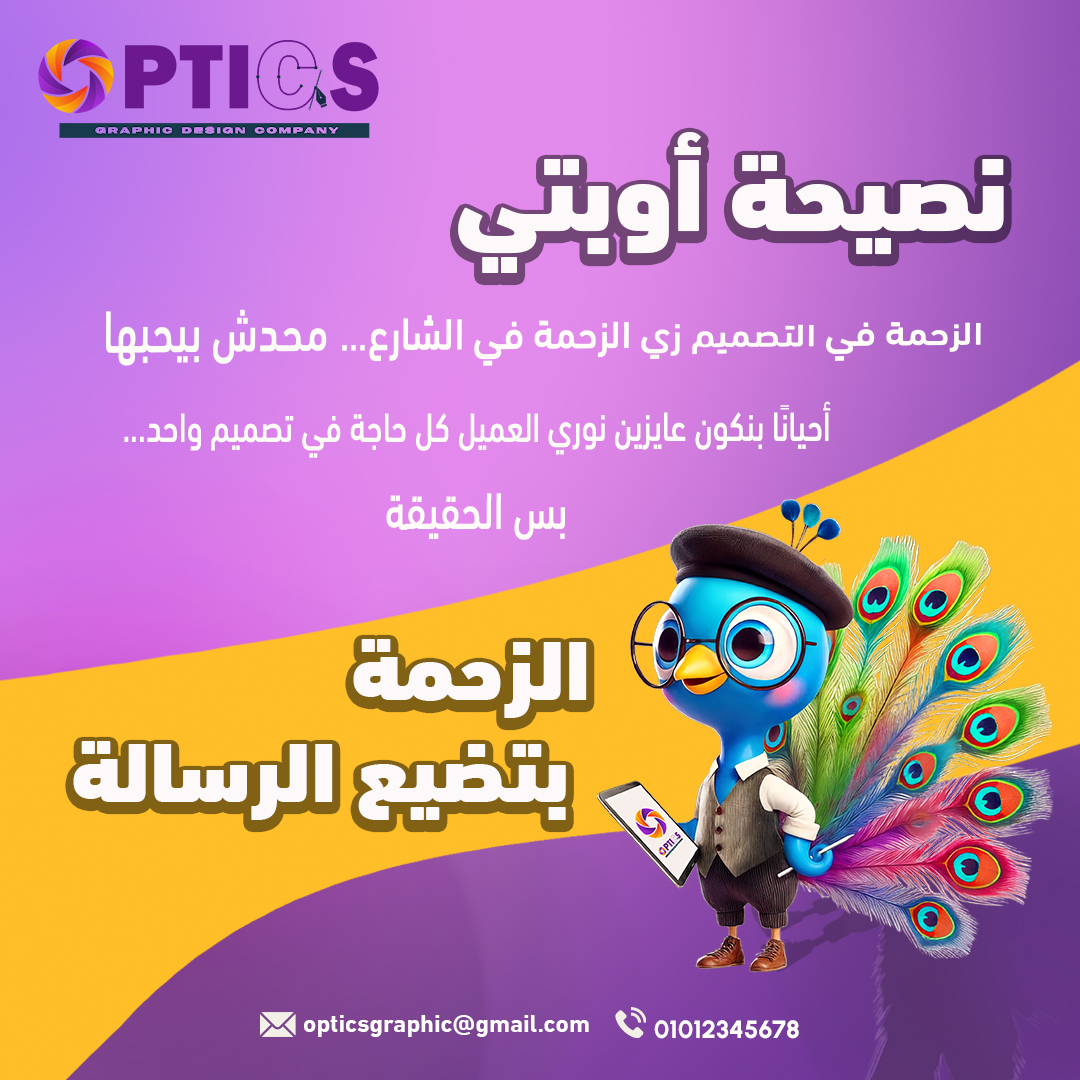 OPTICS
GRAPHIC DESIGN COMPANY
نصيحة أوبتي
الزحمة في التصميم زي الزحمة في الشارع... محدش بيحبها
أحيانًا بنكون عايزين نوري العميل كل حاجة في تصميم واحد...
بس الحقيقة
الزحمة
بتضيع الرسالة
OPTICS
opticsgraphic@gmail.com 01012345678